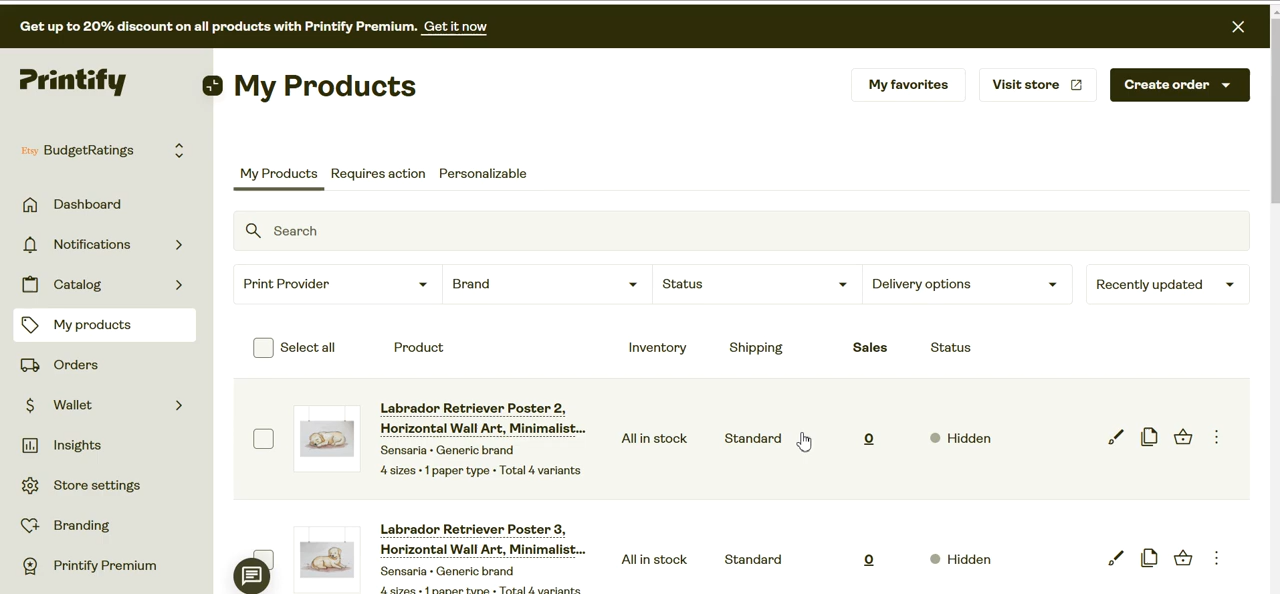 Get up to 20% discount on all products with Printify Premium. Get it now
Printify
My Products
My favorites
Visit store
Create order
Etsy BudgetRatings
My Products
Requires action
Personalizable
Dashboard
Search
Notifications
Catalog
Print Provider
Brand
Status
Delivery options
Recently updated
My products
Select all
Product
Inventory
Shipping
Sales
Status
Orders
Wallet
Labrador Retriever Poster 2,
Horizontal Wall Art, Minimalist...
Sensaria • Generic brand
4 sizes • 1 paper type • Total 4 variants
All in stock
Standard
0
Hidden
Insights
Store settings
Branding
Labrador Retriever Poster 3,
Horizontal Wall Art, Minimalist...
Sensaria • Generic brand
4 sizes • 1 paper type • Total 4 variants
All in stock
Standard
0
Hidden
Printify Premium